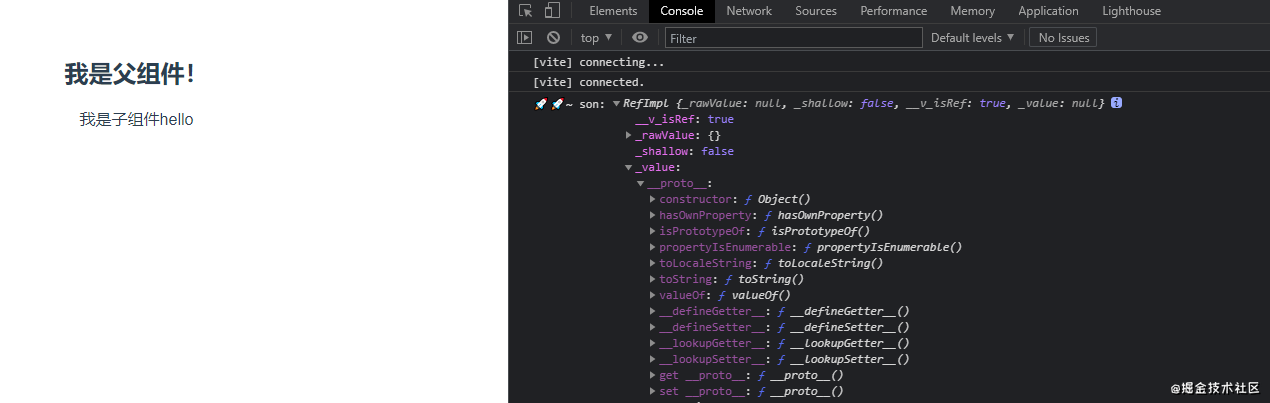 Elements Console Network Sources Performance Memory Application Lighthouse
top Filter Default levels No Issues
[vite] connecting...
[vite] connected.
~ son: RefImpl {_rawValue: null, _shallow: false, __v_isRef: true, _value: null} i
__v_isRef: true
_rawValue: {}
_shallow: false
_value:
__proto__:
constructor: ƒ Object()
hasOwnProperty: ƒ hasOwnProperty()
isPrototypeOf: ƒ isPrototypeOf()
propertyIsEnumerable: ƒ propertyIsEnumerable()
toLocaleString: ƒ toLocaleString()
toString: ƒ toString()
valueOf: ƒ valueOf()
__defineGetter__: ƒ __defineGetter__()
__defineSetter__: ƒ __defineSetter__()
__lookupGetter__: ƒ __lookupGetter__()
__lookupSetter__: ƒ __lookupSetter__()
get __proto__: ƒ __proto__()
set __proto__: ƒ __proto__()
我是父组件！
我是子组件hello
@掘金技术社区